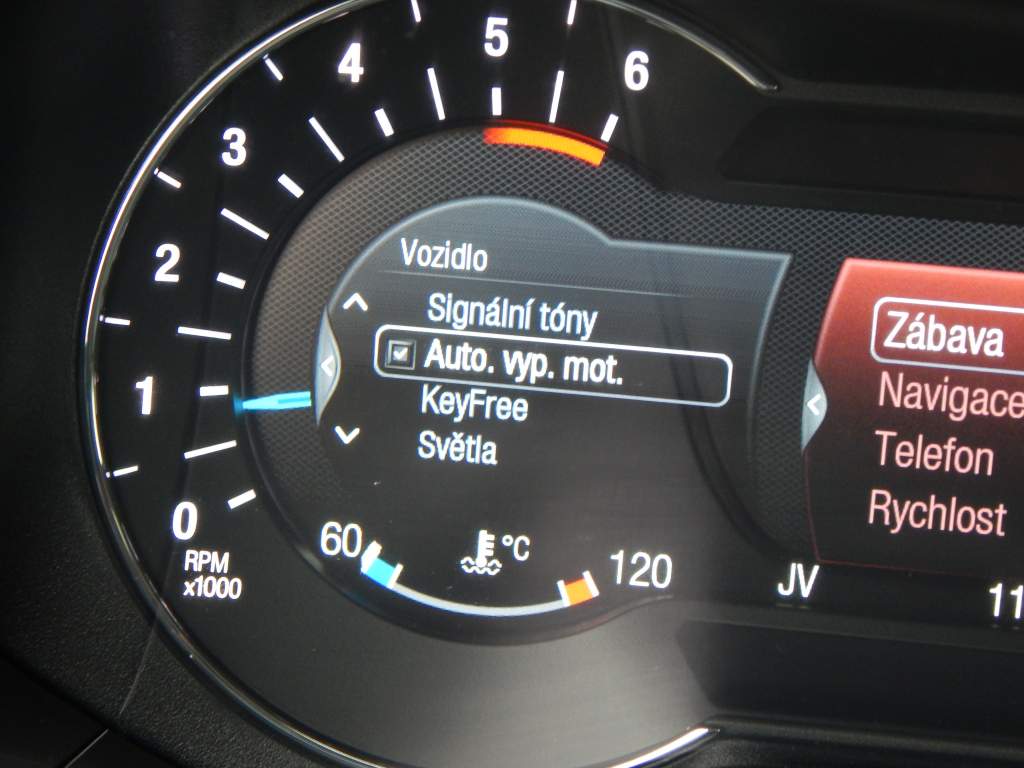 5
4
6
3
2
1
0
RPM
x1000
Vozidlo
Signální tóny
Auto. vyp. mot.
KeyFree
Světla
60
°C
120
Zábava
Navigace
Telefon
Rychlost
JV
11